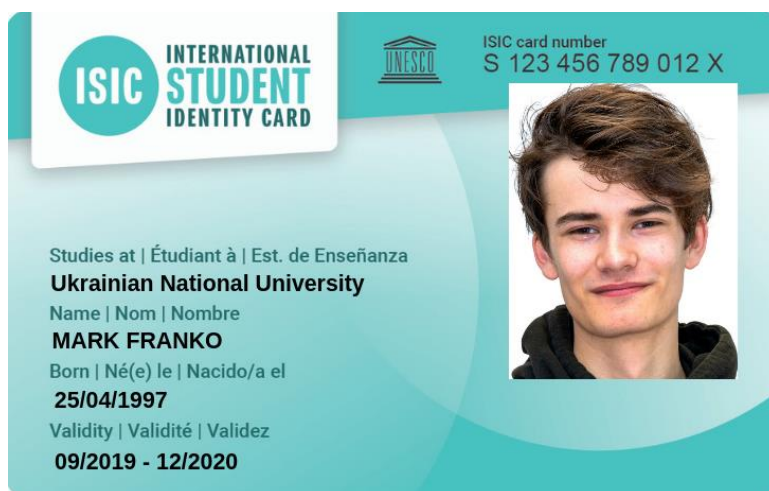 ISIC
INTERNATIONAL
STUDENT
IDENTITY CARD
UNESCO
ISIC card number
S 123 456 789 012 X
Studies at | Étudiant à | Est. de Enseñanza
Ukrainian National University
Name | Nom | Nombre
MARK FRANKO
Born | Né(e) le | Nacido/a el
25/04/1997
Validity | Validité | Validez
09/2019 - 12/2020